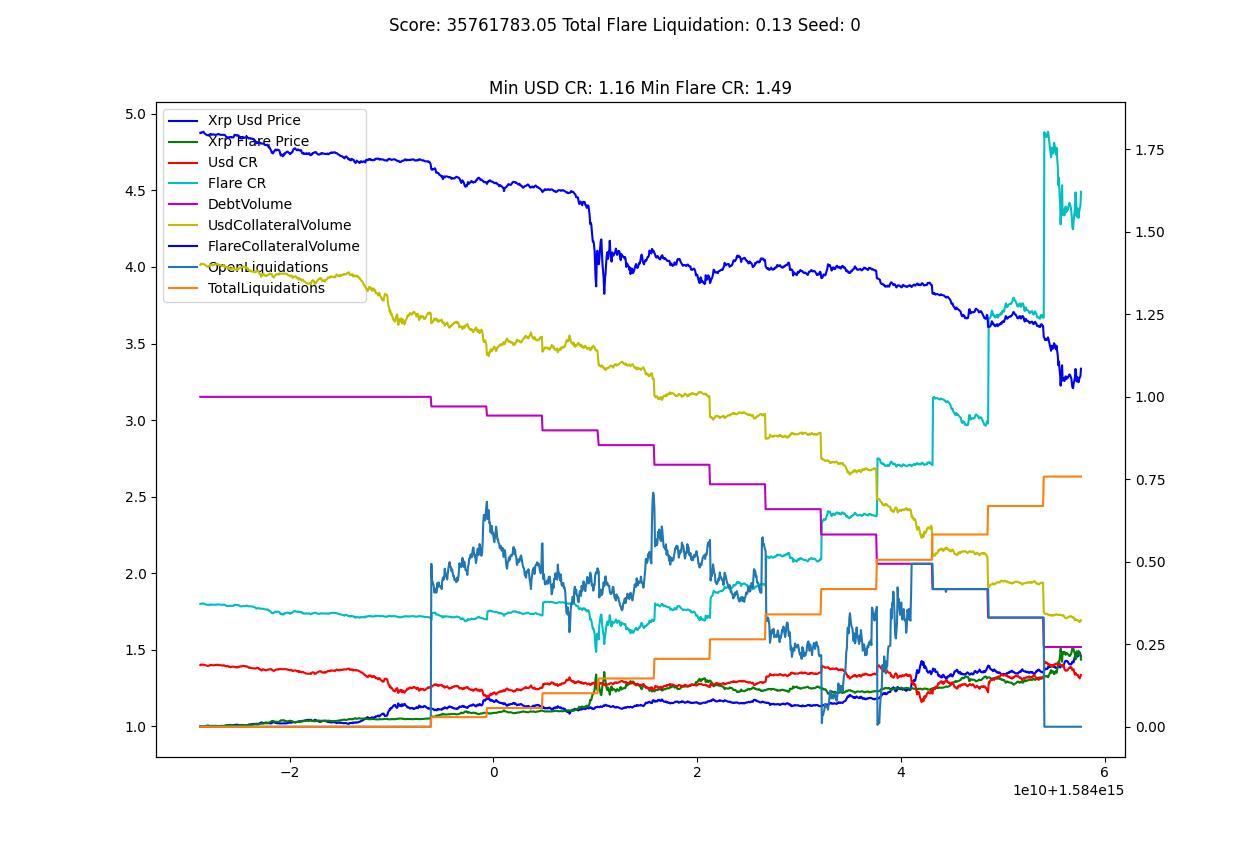 Score: 35761783.05 Total Flare Liquidation: 0.13 Seed: 0
Min USD CR: 1.16 Min Flare CR: 1.49
Xrp Usd Price
Xrp Flare Price
Usd CR
Flare CR
DebtVolume
UsdCollateralVolume
FlareCollateralVolume
OpenLiquidations
TotalLiquidations
5.0
4.5
4.0
3.5
3.0
2.5
2.0
1.5
1.0
1.75
1.50
1.25
1.00
0.75
0.50
0.25
0.00
−2 0 2 4 6
1e10+1.584e15